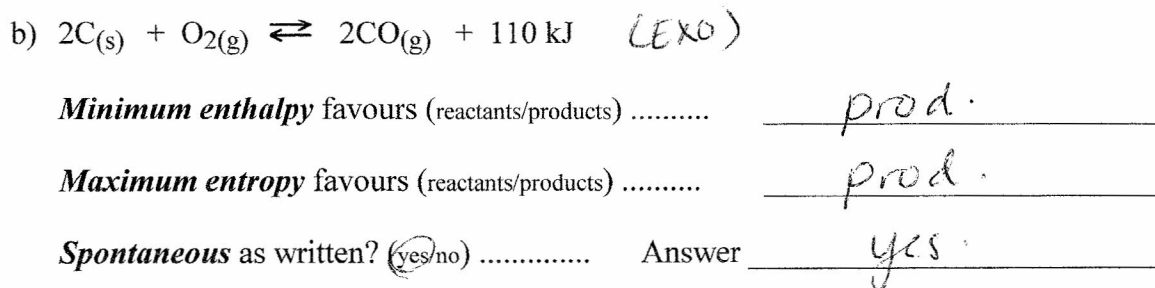 b) 2C(s) + O2(g) ⇄ 2CO(g) + 110 kJ (EXO)
Minimum enthalpy favours (reactants/products) .......... prod.
Maximum entropy favours (reactants/products) .......... prod.
Spontaneous as written? (yes/no) .............. Answer yes.